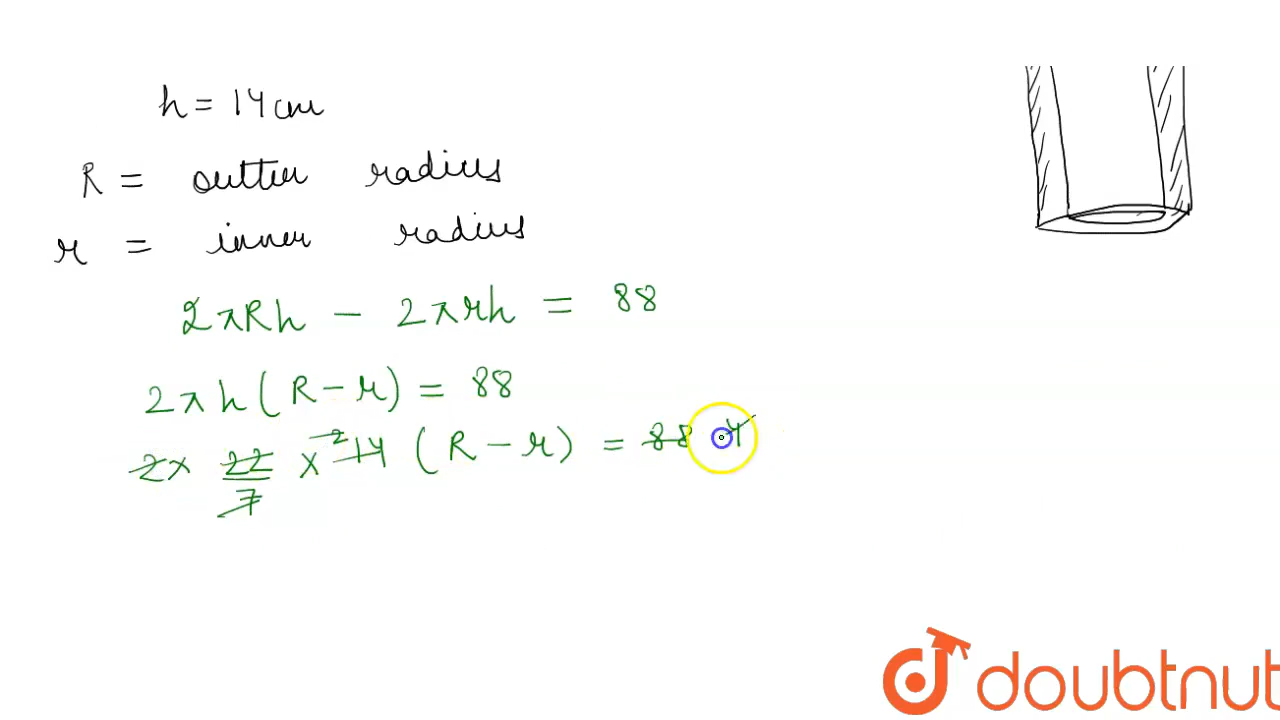 h = 14 cm
R = outter radius
r = inner radius
2πRh - 2πrh = 88
2πh(R-r) = 88
2 x 22/7 x 14 2 (R-r) = 88 4
doubtnut